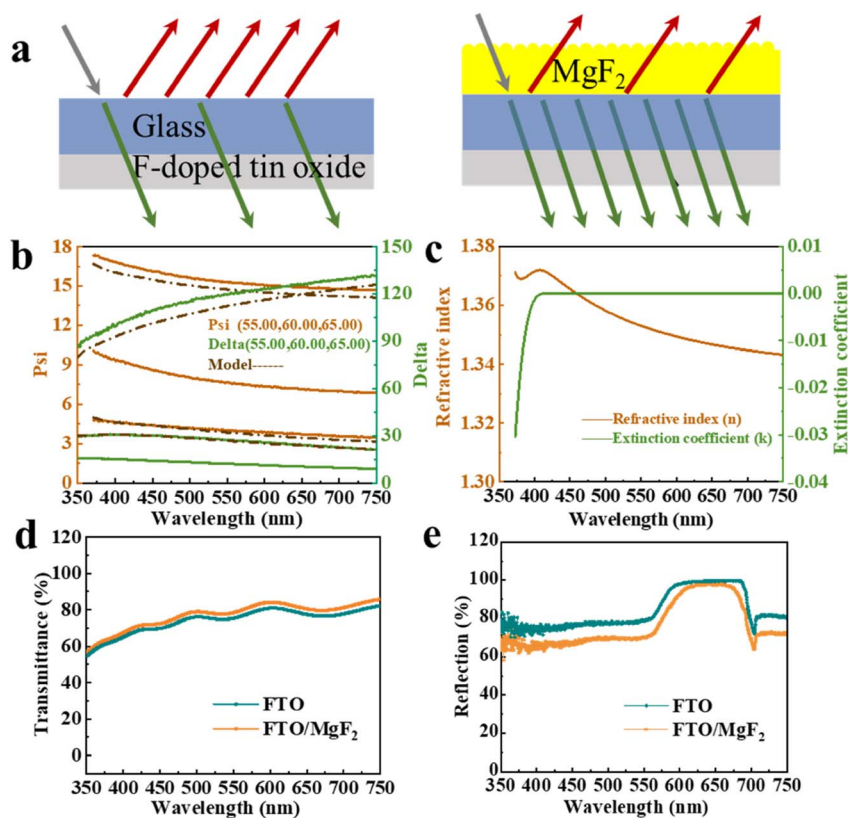 a
Glass
F-doped tin oxide
MgF₂
b
18
15
12
9
6
3
0
Psi
150
120
90
60
30
0
Delta
Psi (55.00,60.00,65.00)
Delta(55.00,60.00,65.00)
Model------
350 400 450 500 550 600 650 700 750
Wavelength (nm)
c
1.38
1.36
1.34
1.32
1.30
Refractive index
0.01
0.00
-0.01
-0.02
-0.03
-0.04
Extinction coefficient
Refractive index (n)
Extinction coefficient (k)
350 400 450 500 550 600 650 700 750
Wavelength (nm)
d
120
100
80
60
40
20
0
Transmittance (%)
FTO
FTO/MgF₂
350 400 450 500 550 600 650 700 750
Wavelength (nm)
e
120
100
80
60
40
20
0
Reflection (%)
FTO
FTO/MgF₂
350 400 450 500 550 600 650 700 750
Wavelength (nm)